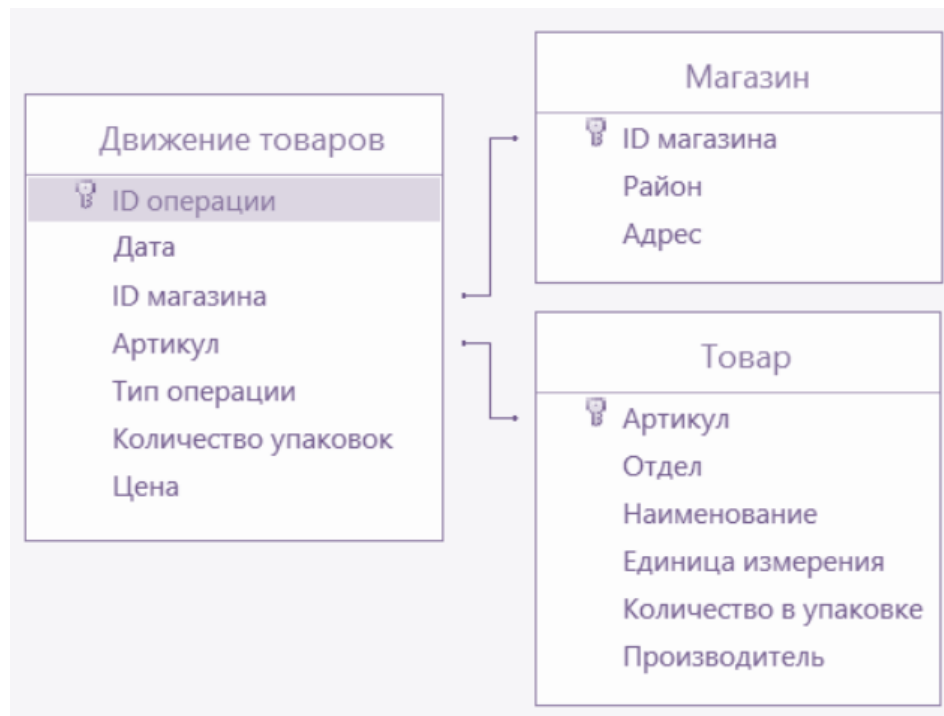 Движение товаров
ID операции
Дата
ID магазина
Артикул
Тип операции
Количество упаковок
Цена
Магазин
ID магазина
Район
Адрес
Товар
Артикул
Отдел
Наименование
Единица измерения
Количество в упаковке
Производитель